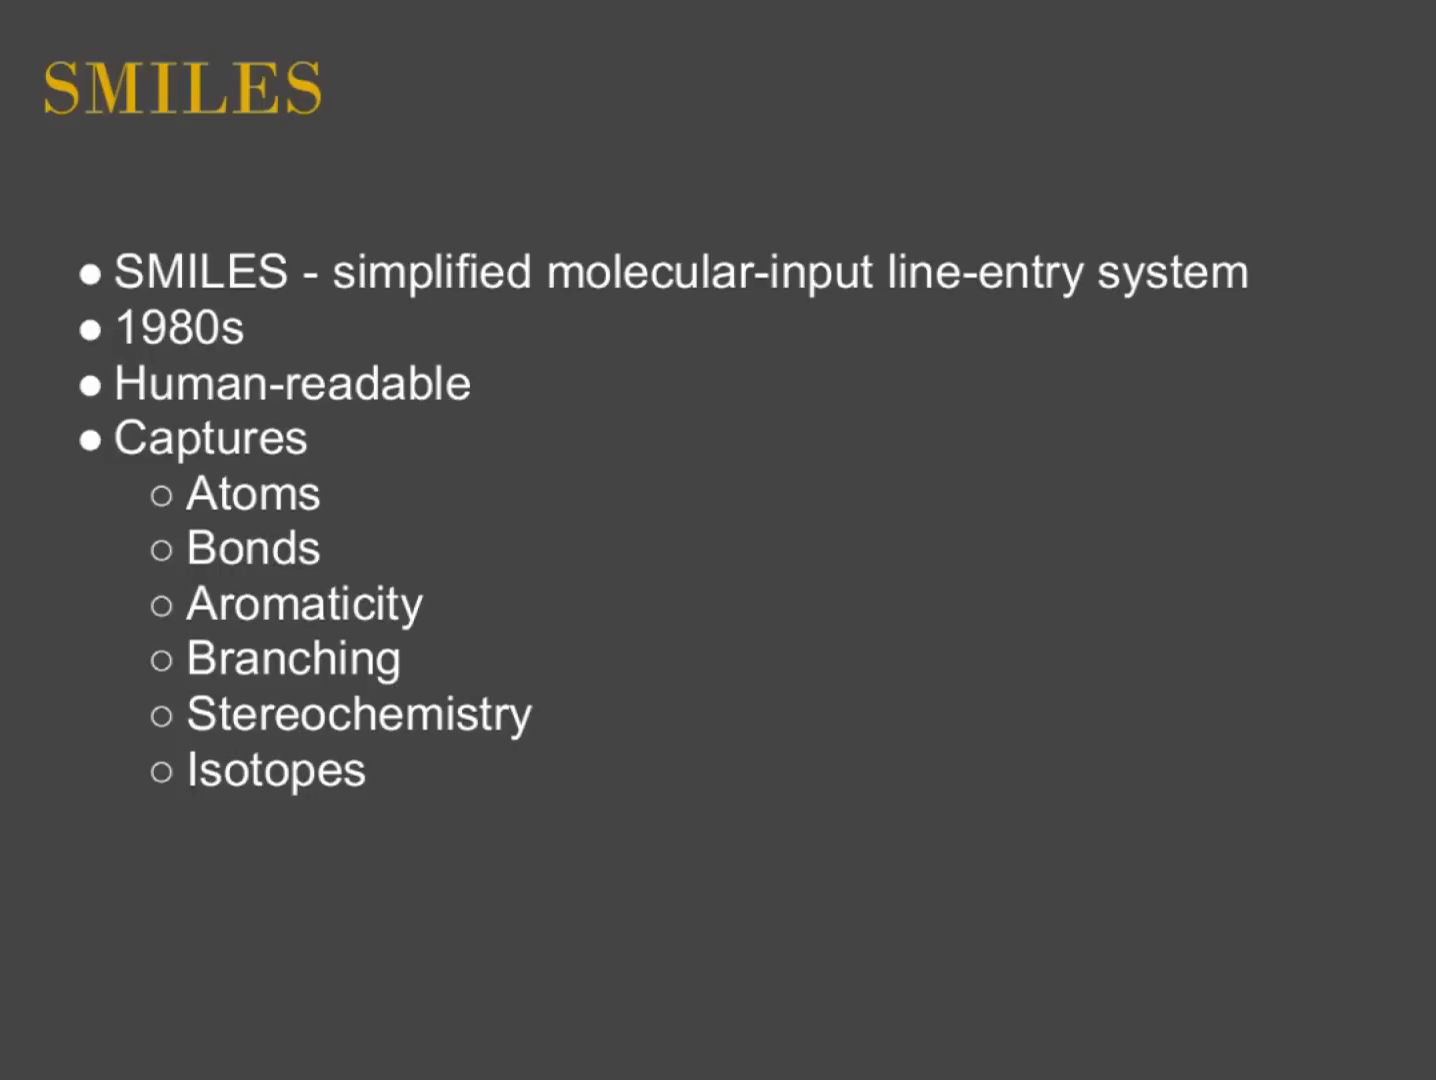 SMILES
● SMILES - simplified molecular-input line-entry system
● 1980s
● Human-readable
● Captures
○ Atoms
○ Bonds
○ Aromaticity
○ Branching
○ Stereochemistry
○ Isotopes